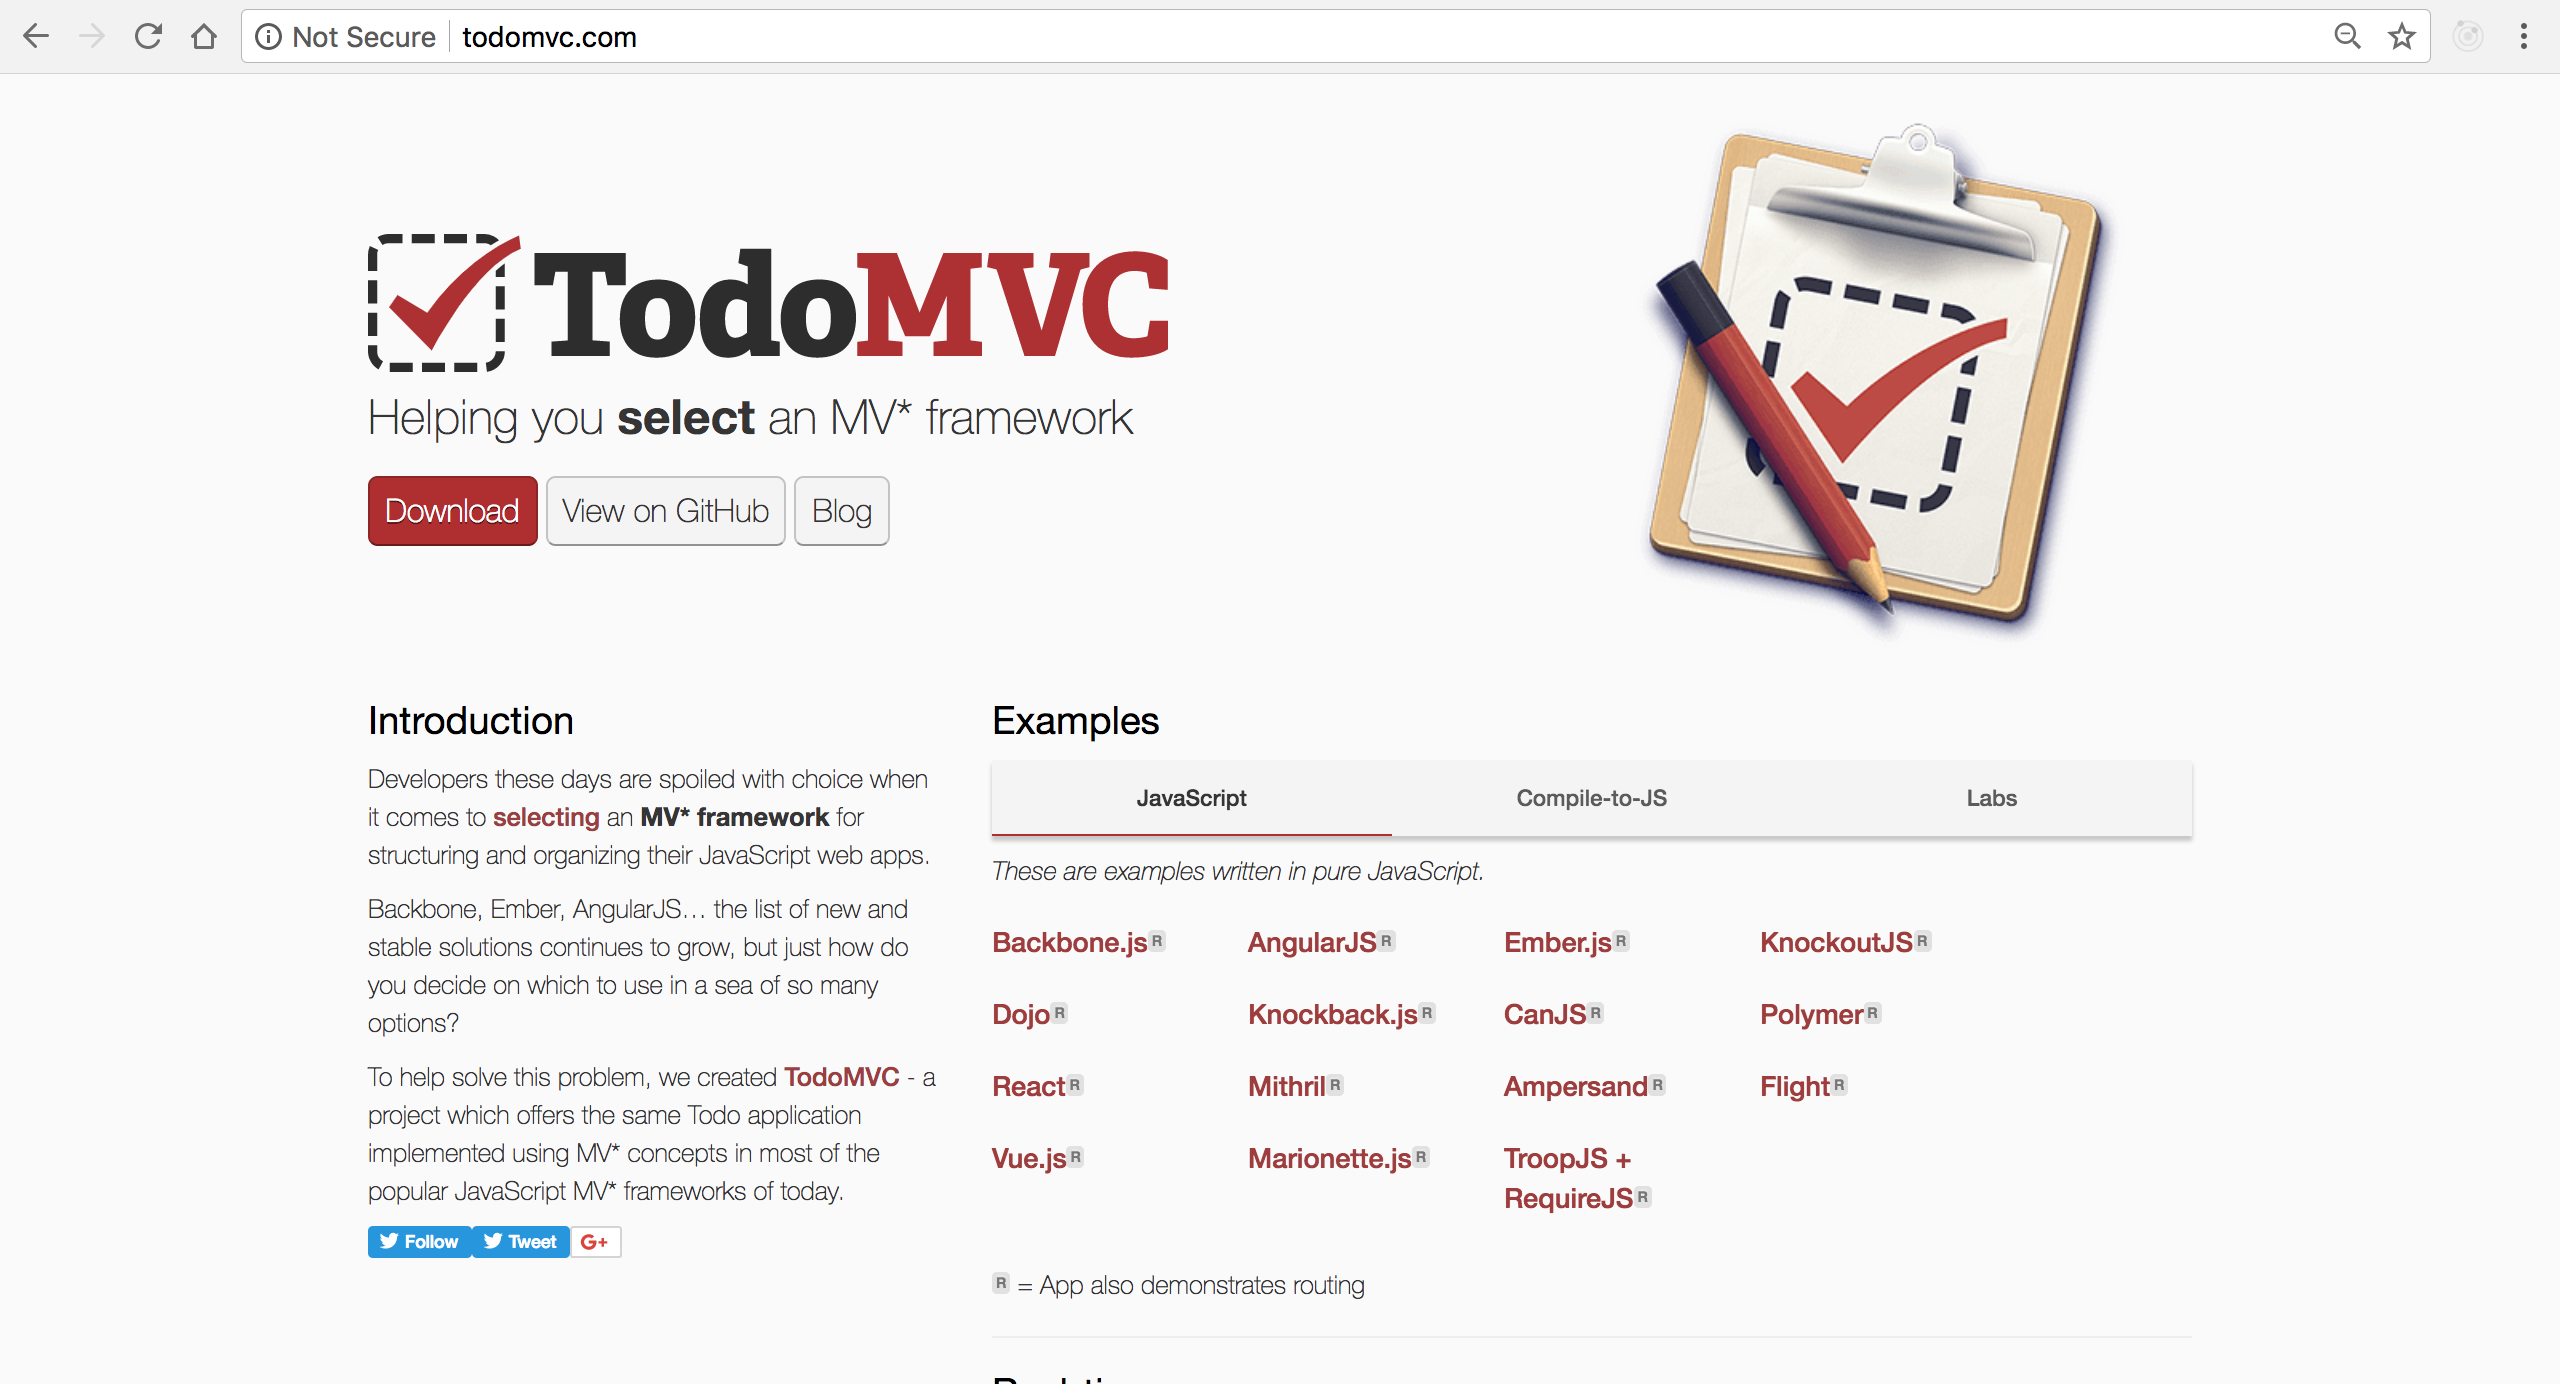 Not Secure todomvc.com
TodoMVC
Helping you select an MV* framework
Download View on GitHub Blog
Introduction
Developers these days are spoiled with choice when
it comes to selecting an MV* framework for
structuring and organizing their JavaScript web apps.
Backbone, Ember, AngularJS… the list of new and
stable solutions continues to grow, but just how do
you decide on which to use in a sea of so many
options?
To help solve this problem, we created TodoMVC - a
project which offers the same Todo application
implemented using MV* concepts in most of the
popular JavaScript MV* frameworks of today.
Follow Tweet G+
Examples
JavaScript Compile-to-JS Labs
These are examples written in pure JavaScript.
Backbone.js R AngularJS R Ember.js R KnockoutJS R
Dojo R Knockback.js R CanJS R Polymer R
React R Mithril R Ampersand R Flight R
Vue.js R Marionette.js R TroopJS +
RequireJS R
R = App also demonstrates routing